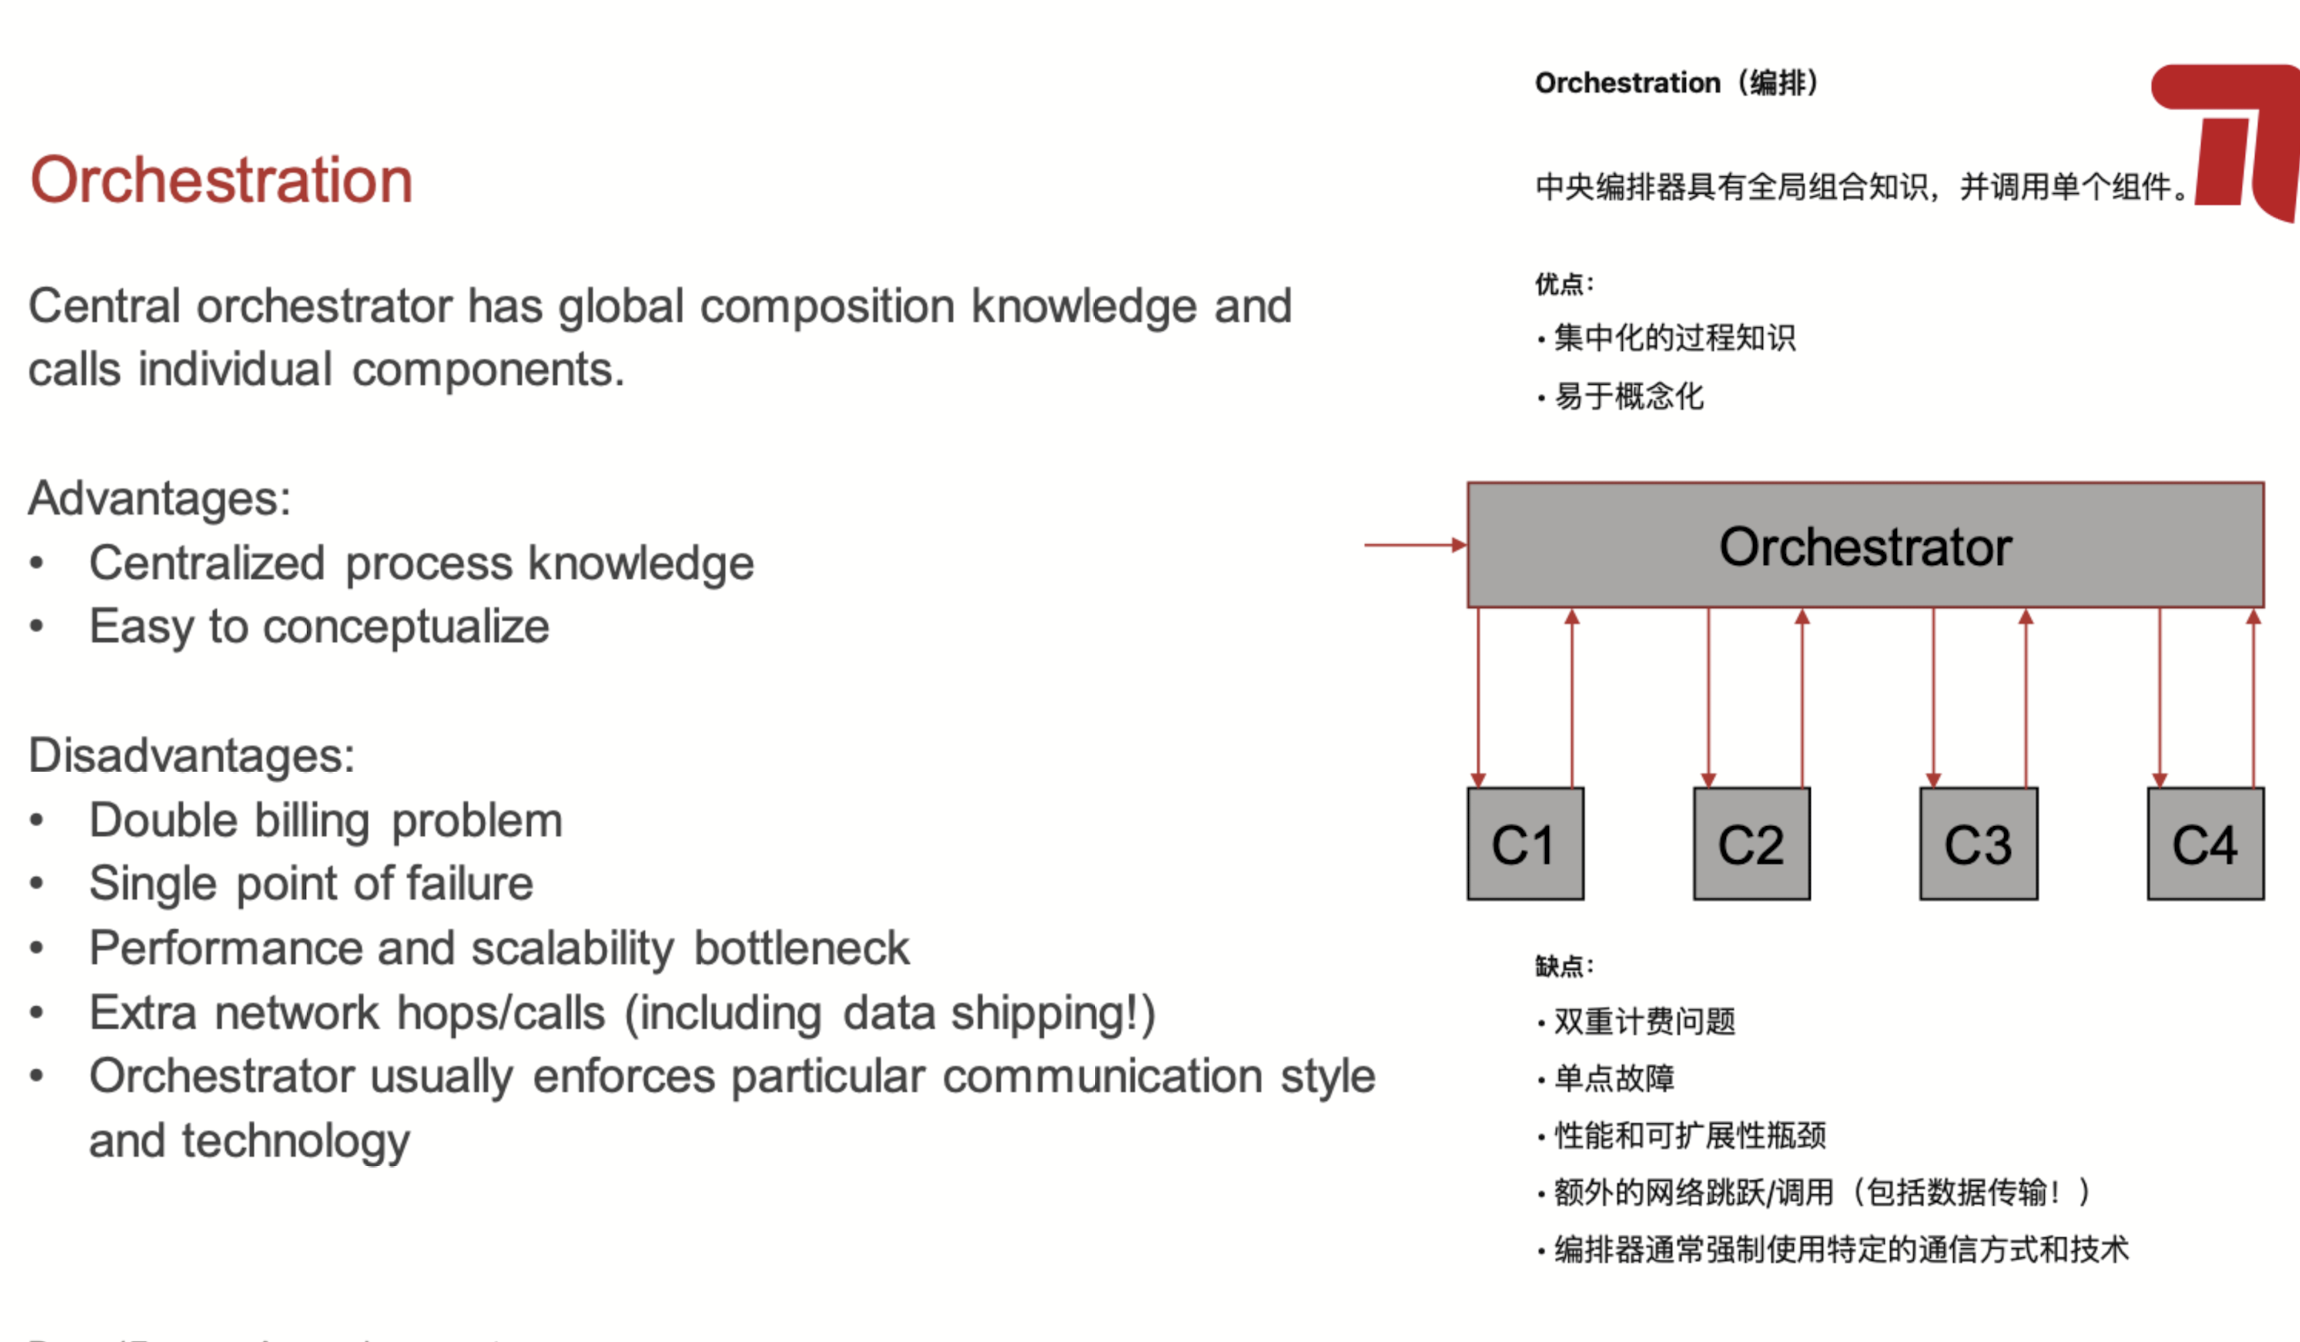 Orchestration
Central orchestrator has global composition knowledge and
calls individual components.
Advantages:
• Centralized process knowledge
• Easy to conceptualize
Disadvantages:
• Double billing problem
• Single point of failure
• Performance and scalability bottleneck
• Extra network hops/calls (including data shipping!)
• Orchestrator usually enforces particular communication style
and technology
Orchestration（编排）
中央编排器具有全局组合知识，并调用单个组件。
优点：
• 集中化的过程知识
• 易于概念化
Orchestrator
C1 C2 C3 C4
缺点：
• 双重计费问题
• 单点故障
• 性能和可扩展性瓶颈
• 额外的网络跳跃/调用（包括数据传输！）
• 编排器通常强制使用特定的通信方式和技术